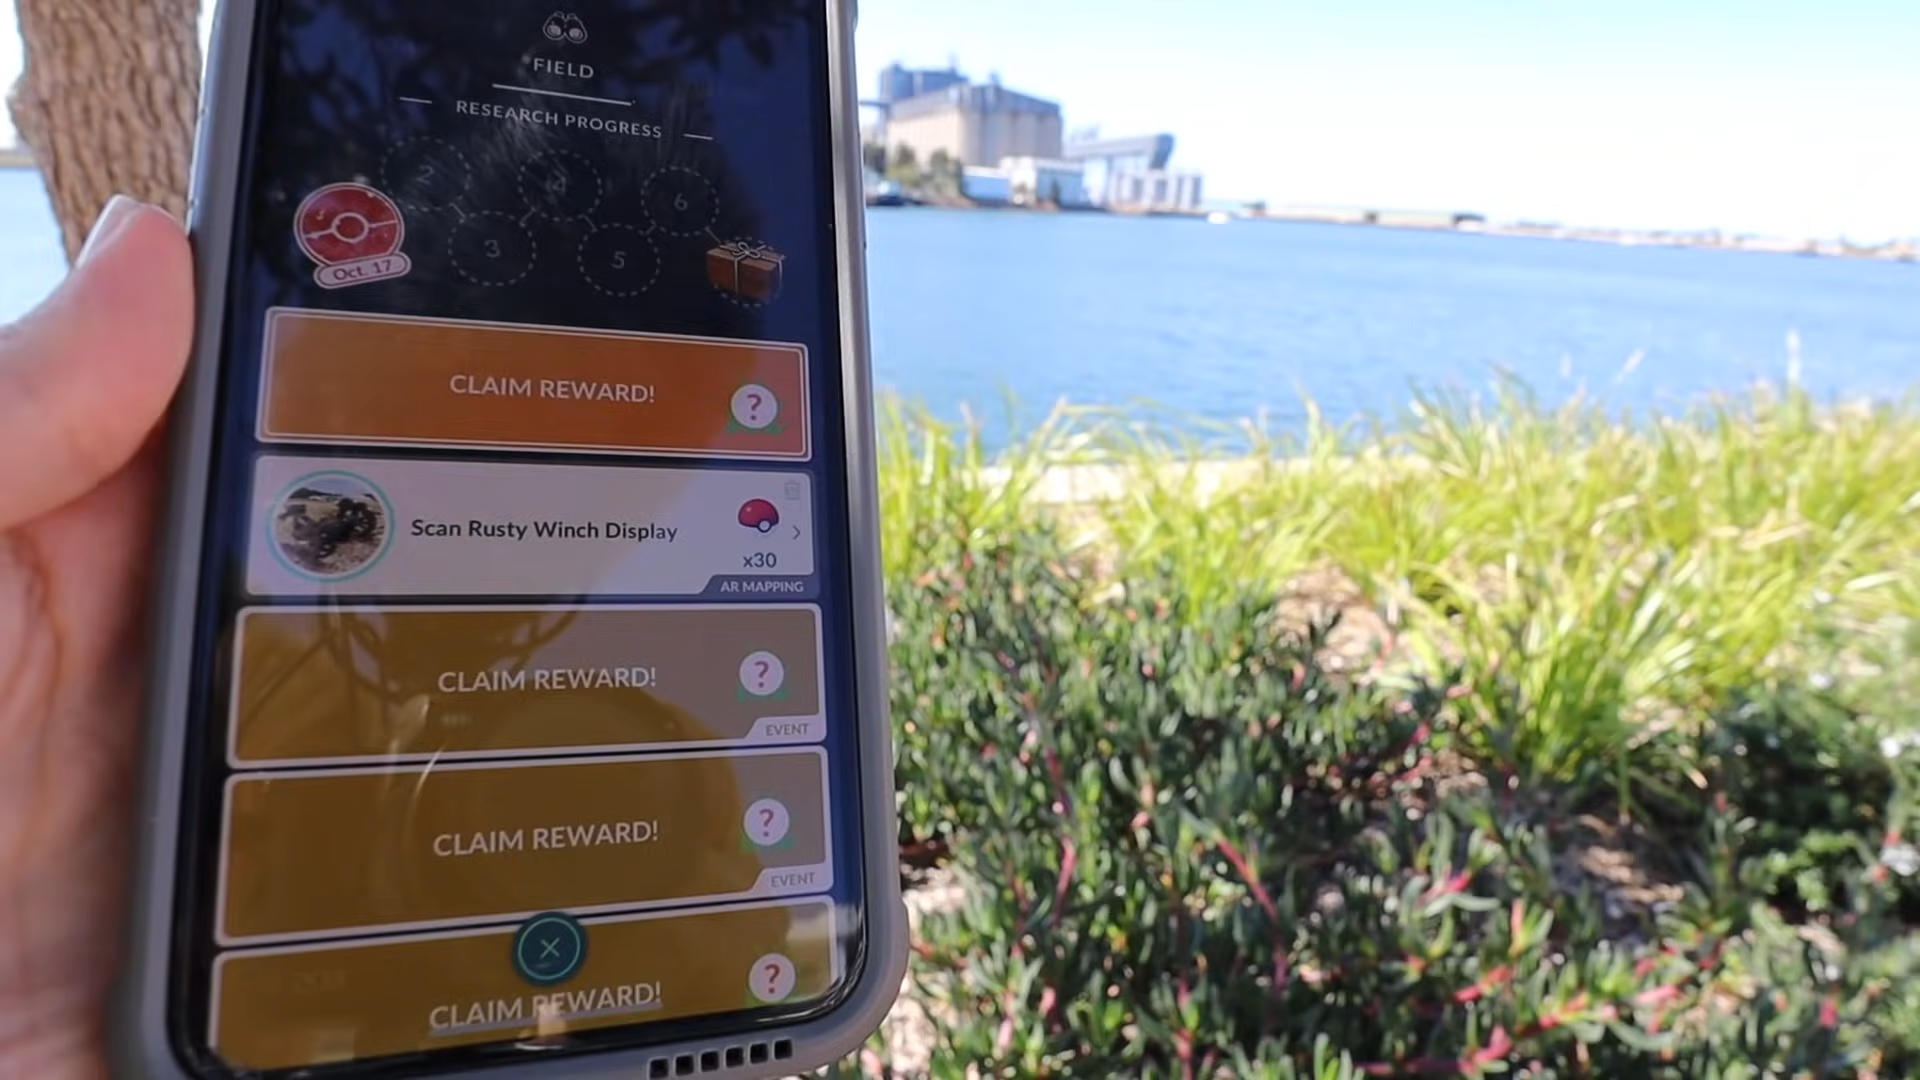 FIELD
RESEARCH PROGRESS
2
4
6
3
5
Oct. 17
CLAIM REWARD!
?
Scan Rusty Winch Display
x30
AR MAPPING
CLAIM REWARD!
?
EVENT
CLAIM REWARD!
?
EVENT
CLAIM REWARD!
?